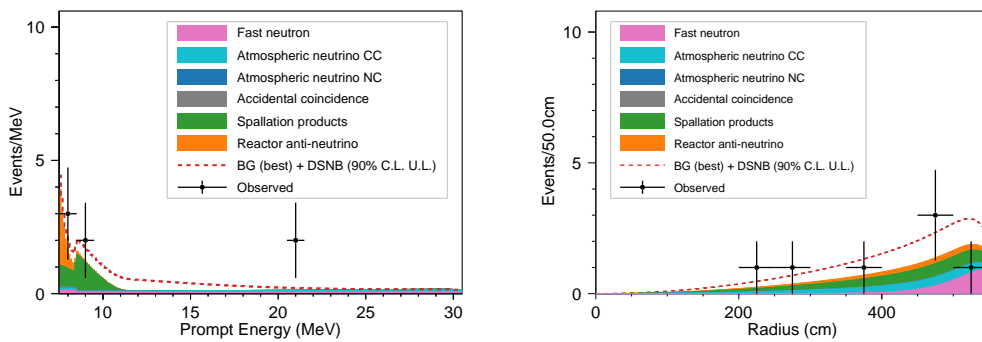 10
5
0
Events/MeV
Fast neutron
Atmospheric neutrino CC
Atmospheric neutrino NC
Accidental coincidence
Spallation products
Reactor anti-neutrino
BG (best) + DSNB (90% C.L. U.L.)
Observed
10 15 20 25 30
Prompt Energy (MeV)
10
5
0
Events/50.0cm
Fast neutron
Atmospheric neutrino CC
Atmospheric neutrino NC
Accidental coincidence
Spallation products
Reactor anti-neutrino
BG (best) + DSNB (90% C.L. U.L.)
Observed
0 200 400
Radius (cm)